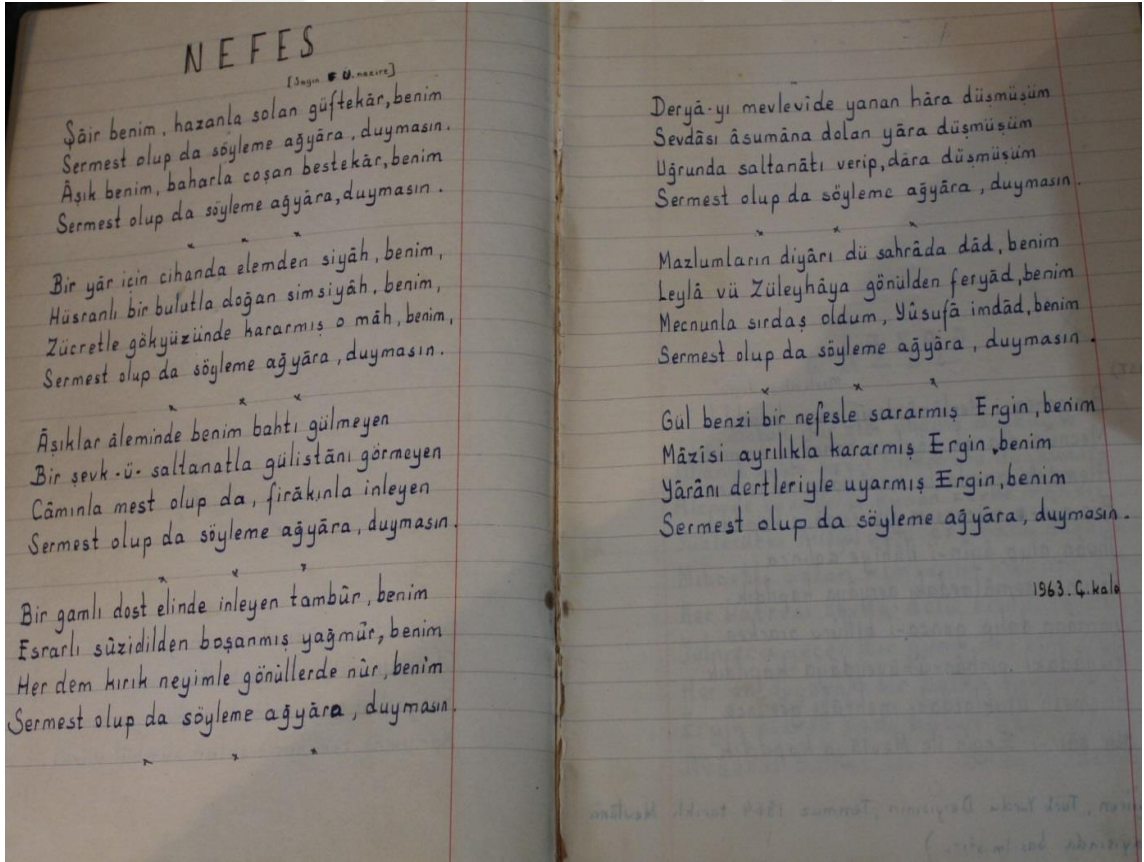 NEFES
[Sayın Ü. nazire]
Şâir benim, hazanla solan güftekâr, benim
Sermest olup da söyleme ağyâra, duymasın.
Âşık benim, baharla coşan bestekâr, benim
Sermest olup da söyleme ağyâra, duymasın.
x x x
Bir yâr için cihanda elemden siyâh, benim,
Hüsranlı bir bulutla doğan simsiyâh, benim,
Zücretle gökyüzünde kararmış o mâh, benim,
Sermest olup da söyleme ağyâra, duymasın.
x x x
Âşıklar âleminde benim bahtı gülmeyen
Bir şevk-ü-saltanatla gülistânı görmeyen
Câmınla mest olup da, firâkınla inleyen
Sermest olup da söyleme ağyâra, duymasın.
x x x
Bir gamlı dost elinde inleyen tambûr, benim
Esrarlı sûzidilden boşanmış yağmûr, benim
Her dem kırık neyimle gönüllerde nûr, benim
Sermest olup da söyleme ağyâra, duymasın.
x x x
Deryâ-yı mevlevide yanan hâra düşmüşüm
Sevdâsı âsumâna dolan yâra düşmüşüm
Uğrunda saltanâtı verip, dâra düşmüşüm
Sermest olup da söyleme ağyâra, duymasın.
x x x
Mazlumların diyârı dü sahrâda dâd, benim
Leylâ vü Züleyhâya gönülden feryâd, benim
Mecnunla sırdaş oldum, Yûsufâ imdâd, benim
Sermest olup da söyleme ağyâra, duymasın.
x x x
Gül benzi bir nefesle sararmış Ergin, benim
Mâzîsi ayrılıkla kararmış Ergin, benim
Yârânı dertleriyle uyarmış Ergin, benim
Sermest olup da söyleme ağyâra, duymasın.
1963. Ç.kale